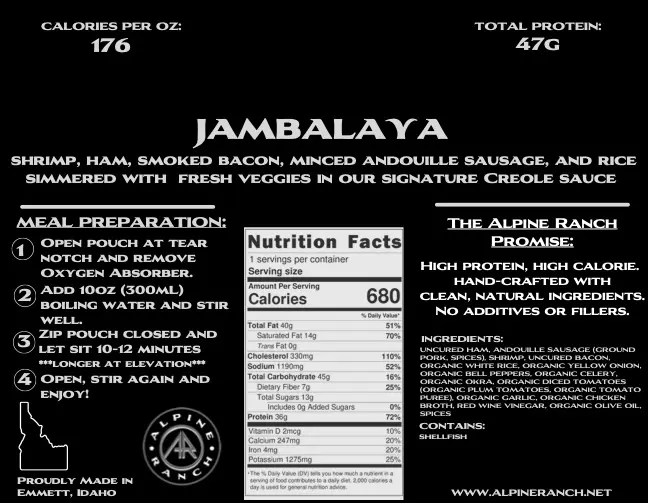 CALORIES PER OZ:
176
TOTAL PROTEIN:
47G
JAMBALAYA
SHRIMP, HAM, SMOKED BACON, MINCED ANDOUILLE SAUSAGE, AND RICE
SIMMERED WITH FRESH VEGGIES IN OUR SIGNATURE CREOLE SAUCE
MEAL PREPARATION:
1 OPEN POUCH AT TEAR
NOTCH AND REMOVE
OXYGEN ABSORBER.
2 ADD 10OZ (300ML)
BOILING WATER AND STIR
WELL.
3 ZIP POUCH CLOSED AND
LET SIT 10-12 MINUTES
***LONGER AT ELEVATION***
4 OPEN, STIR AGAIN AND
ENJOY!
PROUDLY MADE IN
EMMETT, IDAHO
ALPINE
AR
RANCH
Nutrition Facts
1 servings per container
Serving size
Amount Per Serving
Calories 680
% Daily Value*
Total Fat 40g 51%
Saturated Fat 14g 70%
Trans Fat 0g
Cholesterol 330mg 110%
Sodium 1190mg 52%
Total Carbohydrate 45g 16%
Dietary Fiber 7g 25%
Total Sugars 13g
Includes 0g Added Sugars 0%
Protein 36g 72%
Vitamin D 2mcg 10%
Calcium 247mg 20%
Iron 4mg 20%
Potassium 1275mg 25%
*The % Daily Value (DV) tells you how much a nutrient in a
serving of food contributes to a daily diet. 2,000 calories a
day is used for general nutrition advice.
THE ALPINE RANCH
PROMISE:
HIGH PROTEIN, HIGH CALORIE.
HAND-CRAFTED WITH
CLEAN, NATURAL INGREDIENTS.
NO ADDITIVES OR FILLERS.
INGREDIENTS:
UNCURED HAM, ANDOUILLE SAUSAGE (GROUND
PORK, SPICES), SHRIMP, UNCURED BACON,
ORGANIC WHITE RICE, ORGANIC YELLOW ONION,
ORGANIC BELL PEPPERS, ORGANIC CELERY,
ORGANIC OKRA, ORGANIC DICED TOMATOES
(ORGANIC PLUM TOMATOES, ORGANIC TOMATO
PUREE), ORGANIC GARLIC, ORGANIC CHICKEN
BROTH, RED WINE VINEGAR, ORGANIC OLIVE OIL,
SPICES
CONTAINS:
SHELLFISH
WWW.ALPINERANCH.NET